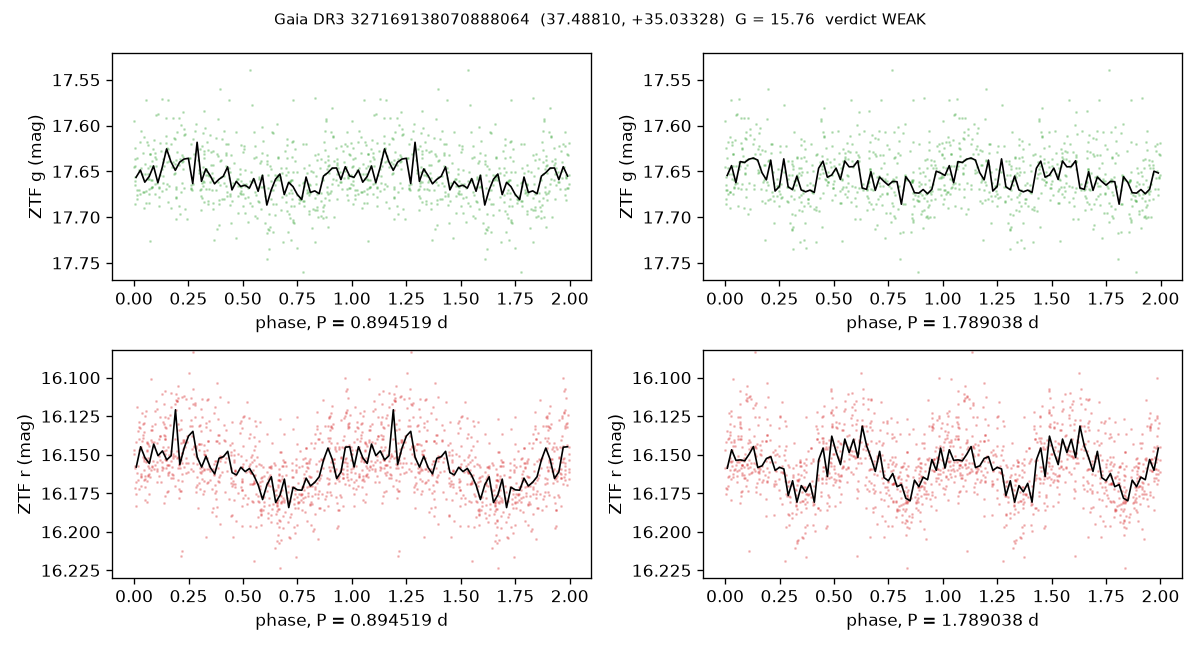 Gaia DR3 327169138070888064  (37.48810, +35.03328)  G = 15.76  verdict WEAK
ZTF g (mag)
17.55
17.60
17.65
17.70
17.75
0.00 0.25 0.50 0.75 1.00 1.25 1.50 1.75 2.00
phase, P = 0.894519 d
ZTF g (mag)
17.55
17.60
17.65
17.70
17.75
0.00 0.25 0.50 0.75 1.00 1.25 1.50 1.75 2.00
phase, P = 1.789038 d
ZTF r (mag)
16.100
16.125
16.150
16.175
16.200
16.225
0.00 0.25 0.50 0.75 1.00 1.25 1.50 1.75 2.00
phase, P = 0.894519 d
ZTF r (mag)
16.100
16.125
16.150
16.175
16.200
16.225
0.00 0.25 0.50 0.75 1.00 1.25 1.50 1.75 2.00
phase, P = 1.789038 d